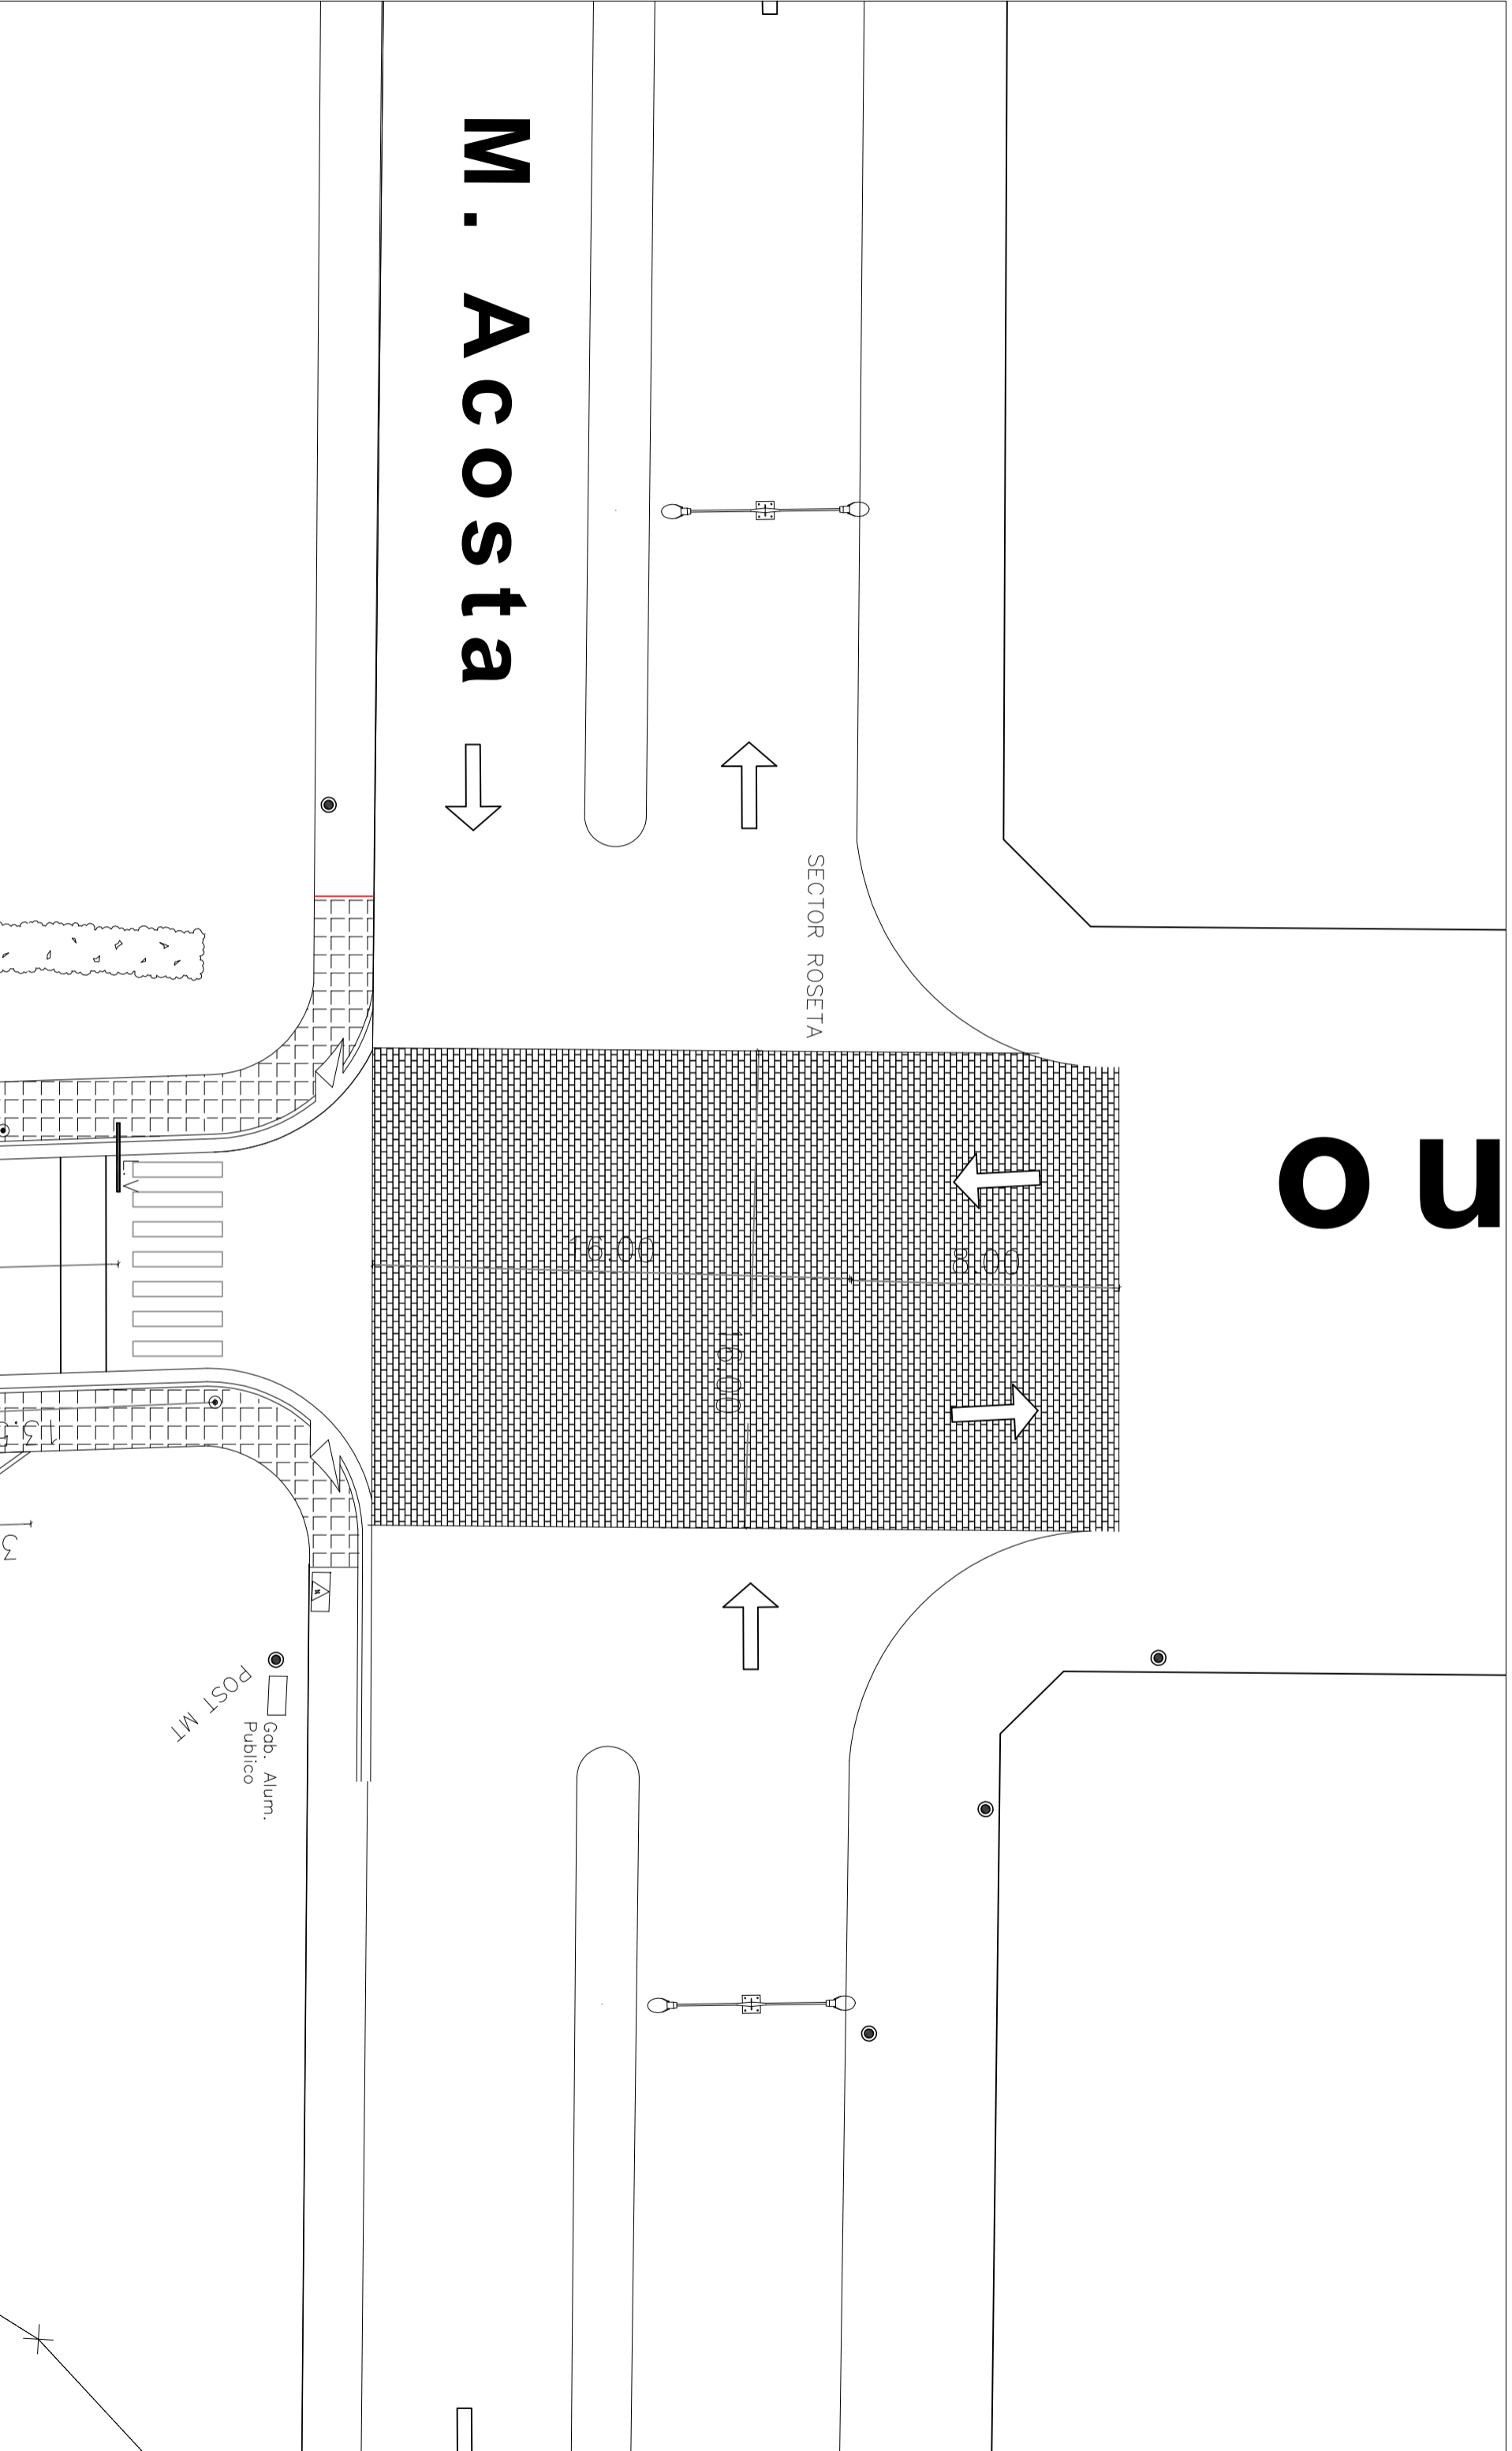 M. Acosta
SECTOR ROSETA
ou
16.00
8.00
16.00
POST MT
Gab. Alum.
Publico